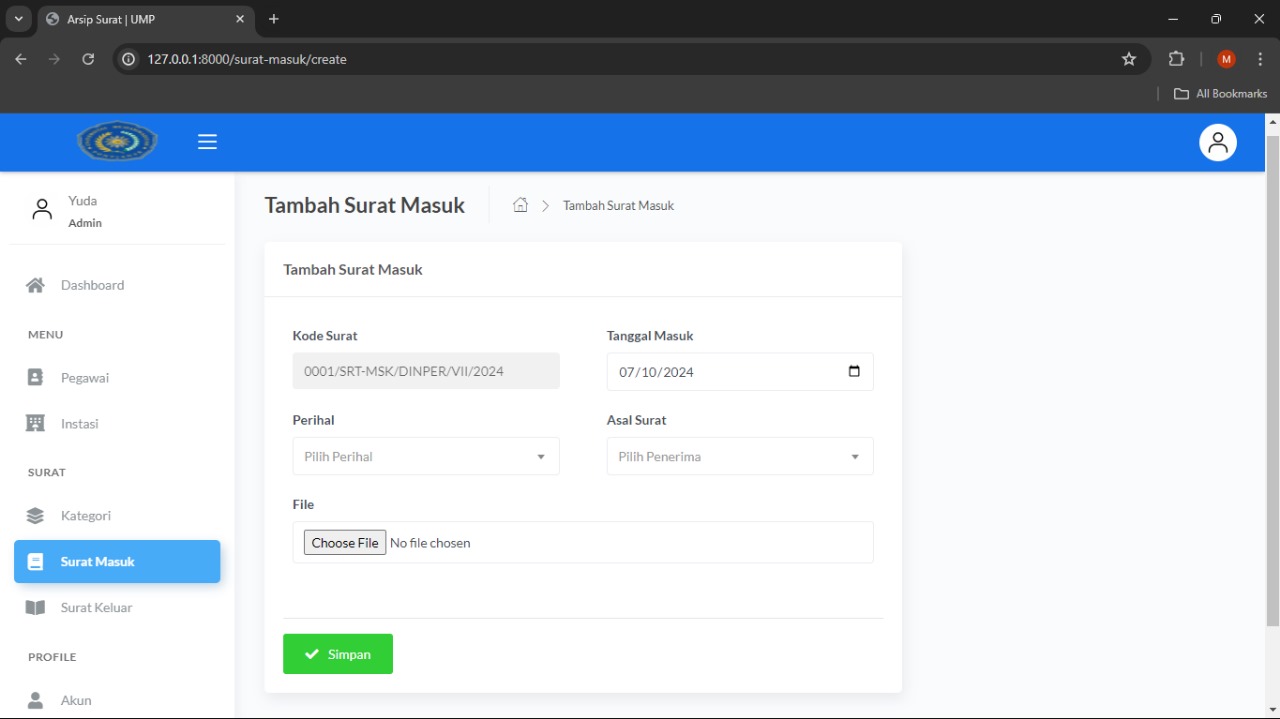 Arsip Surat | UMP
127.0.0.1:8000/surat-masuk/create
M
All Bookmarks
Yuda
Admin
Dashboard
MENU
Pegawai
Instasi
SURAT
Kategori
Surat Masuk
Surat Keluar
PROFILE
Akun
Tambah Surat Masuk
Tambah Surat Masuk
Tambah Surat Masuk
Kode Surat
0001/SRT-MSK/DINPER/VII/2024
Tanggal Masuk
07/10/2024
Perihal
Pilih Perihal
Asal Surat
Pilih Penerima
File
Choose File No file chosen
Simpan